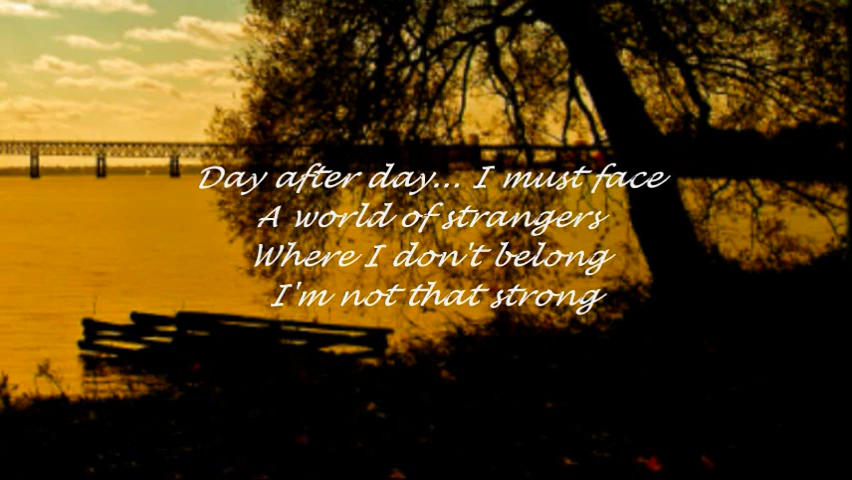 Day after day... I must face
A world of strangers
Where I don't belong
I'm not that strong